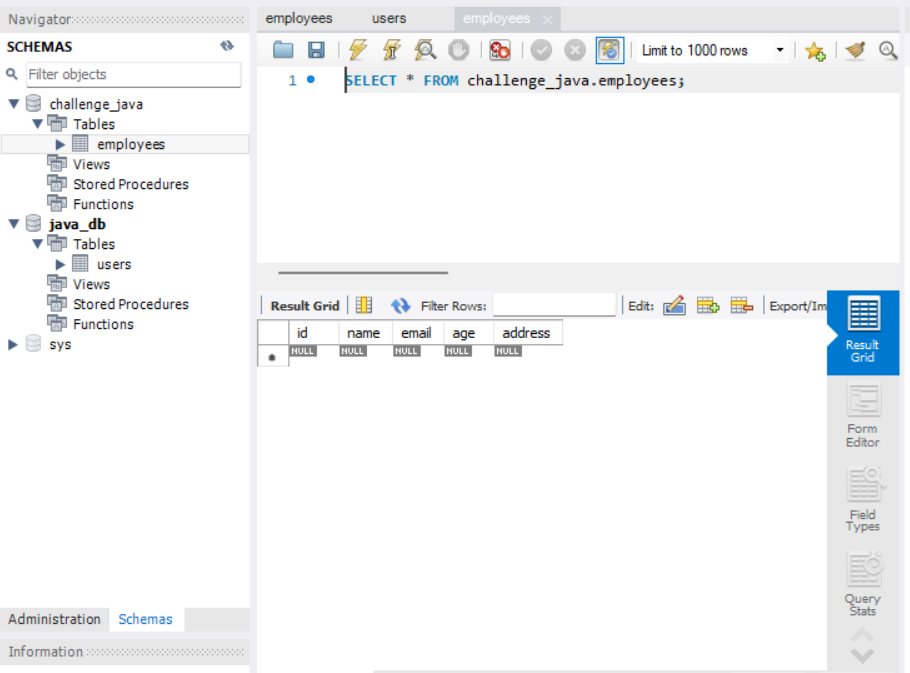 Navigator
SCHEMAS
Filter objects
challenge_java
Tables
employees
Views
Stored Procedures
Functions
java_db
Tables
users
Views
Stored Procedures
Functions
sys
Administration Schemas
Information
employees users employees
Limit to 1000 rows
1 SELECT * FROM challenge_java.employees;
Result Grid Filter Rows: Edit: Export/Im
id name email age address
NULL NULL NULL NULL NULL
Result
Grid
Form
Editor
Field
Types
Query
Stats